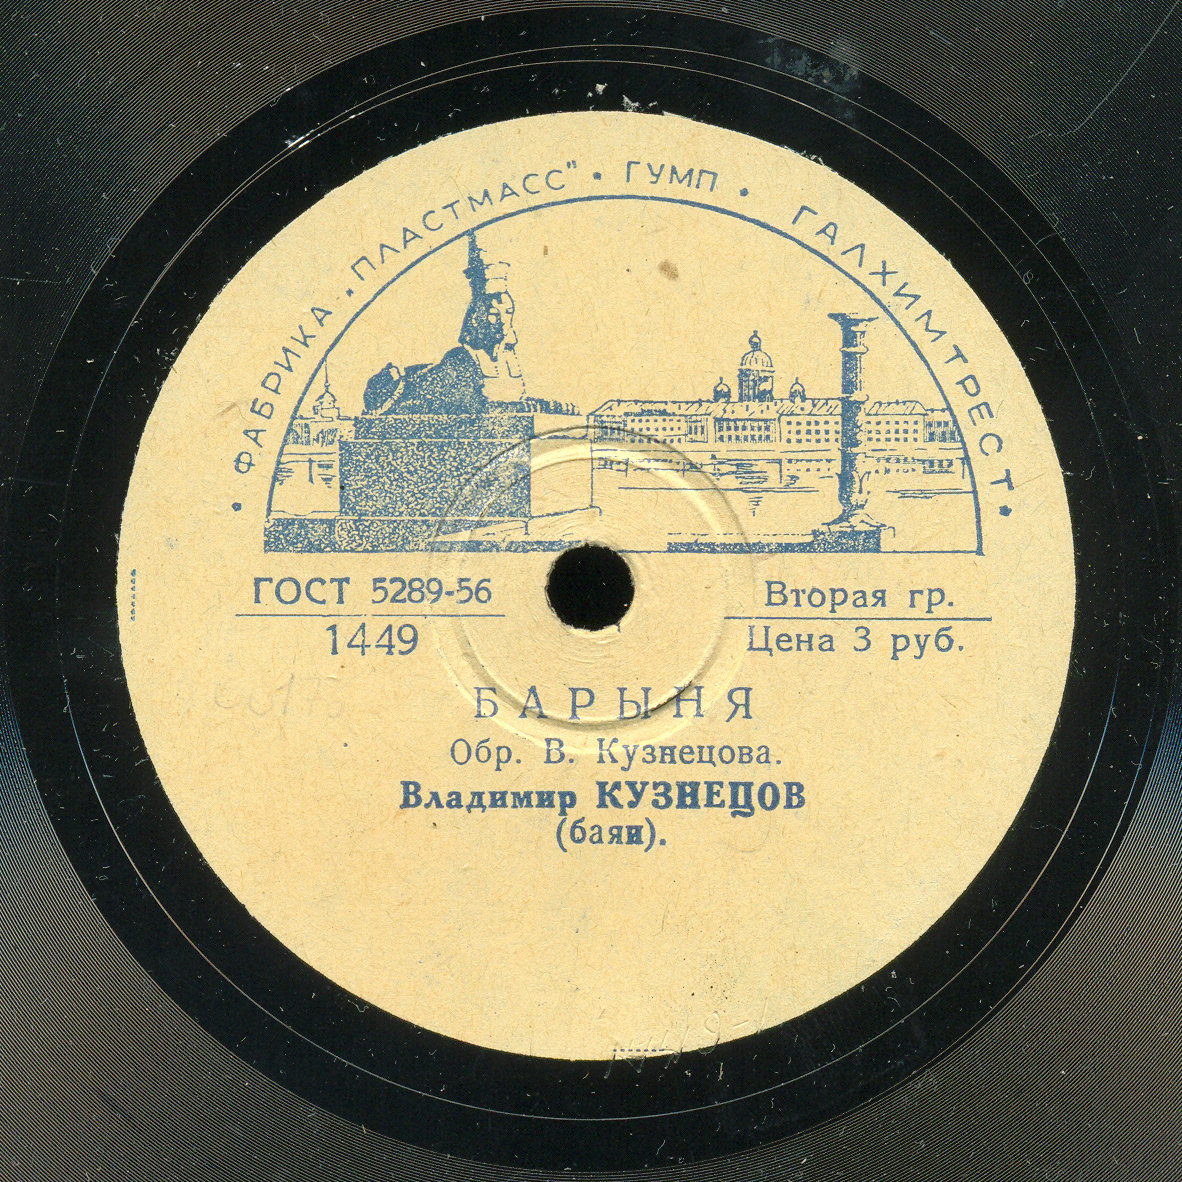 • ФАБРИКА „ПЛАСТМАСС" • ГУМП • ГАЛХИМТРЕСТ •
ГОСТ 5289-56
1449
Вторая гр.
Цена 3 руб.
БАРЫНЯ
Обр. В. Кузнецова.
Владимир КУЗНЕЦОВ
(баян).